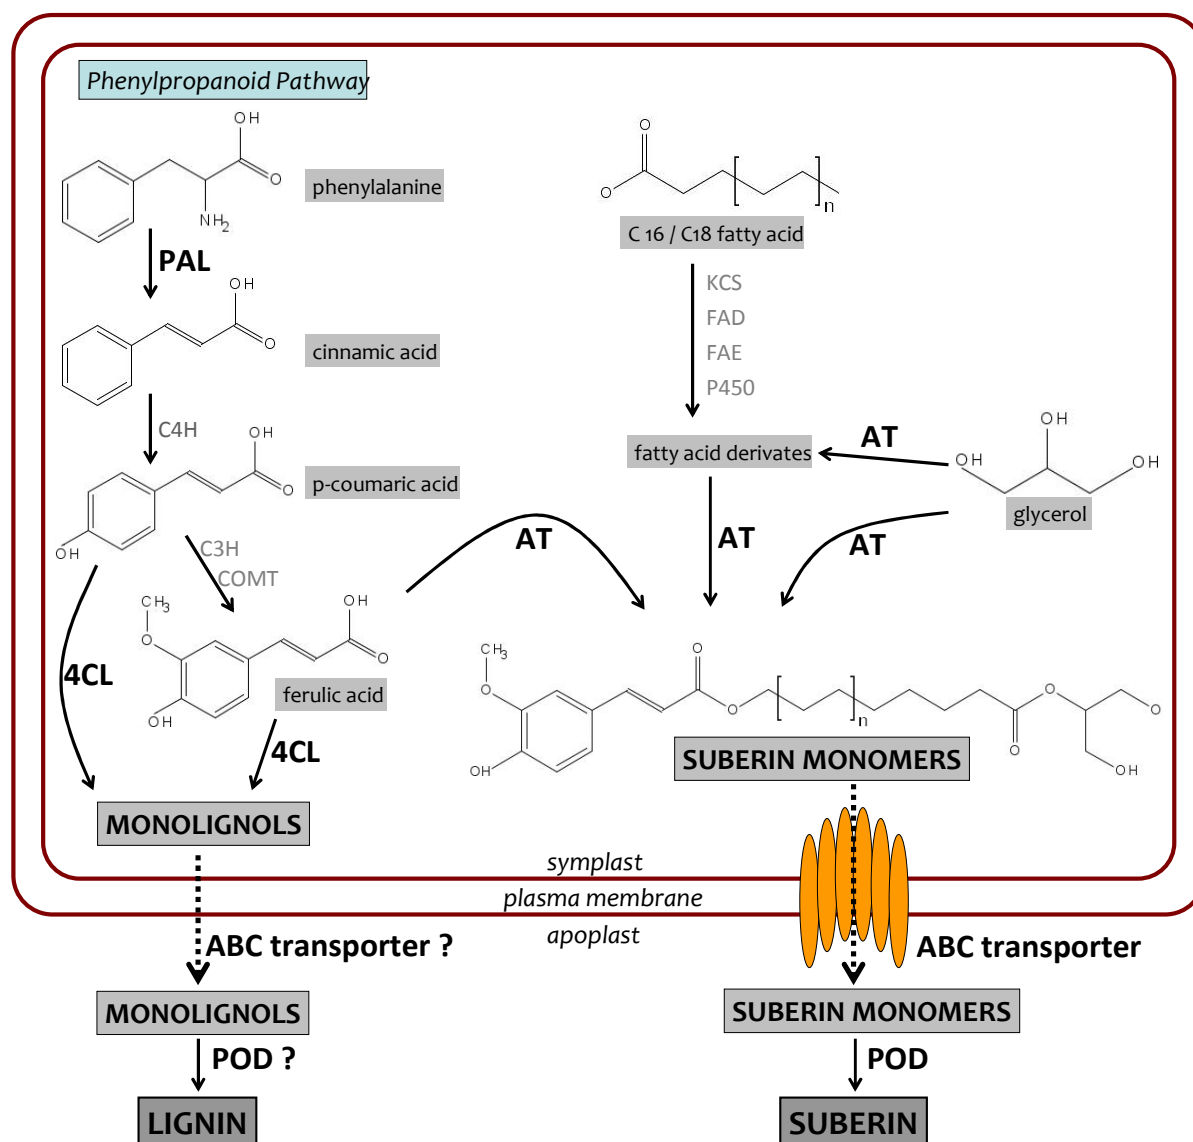 Phenylpropanoid Pathway
OH
O
NH2
phenylalanine
PAL
OH
O
cinnamic acid
C4H
OH
O
OH
p-coumaric acid
C3H
COMT
4CL
CH3
O
OH
O
OH
ferulic acid
4CL
MONOLIGNOLS
O
O
n
C 16 / C18 fatty acid
KCS
FAD
FAE
P450
fatty acid derivates
AT
OH
OH
OH
glycerol
AT
AT
AT
CH3
O
OH
O
O
n
O
O
O
OH
SUBERIN MONOMERS
symplast
plasma membrane
apoplast
ABC transporter ?
ABC transporter
MONOLIGNOLS
SUBERIN MONOMERS
POD ?
POD
LIGNIN
SUBERIN